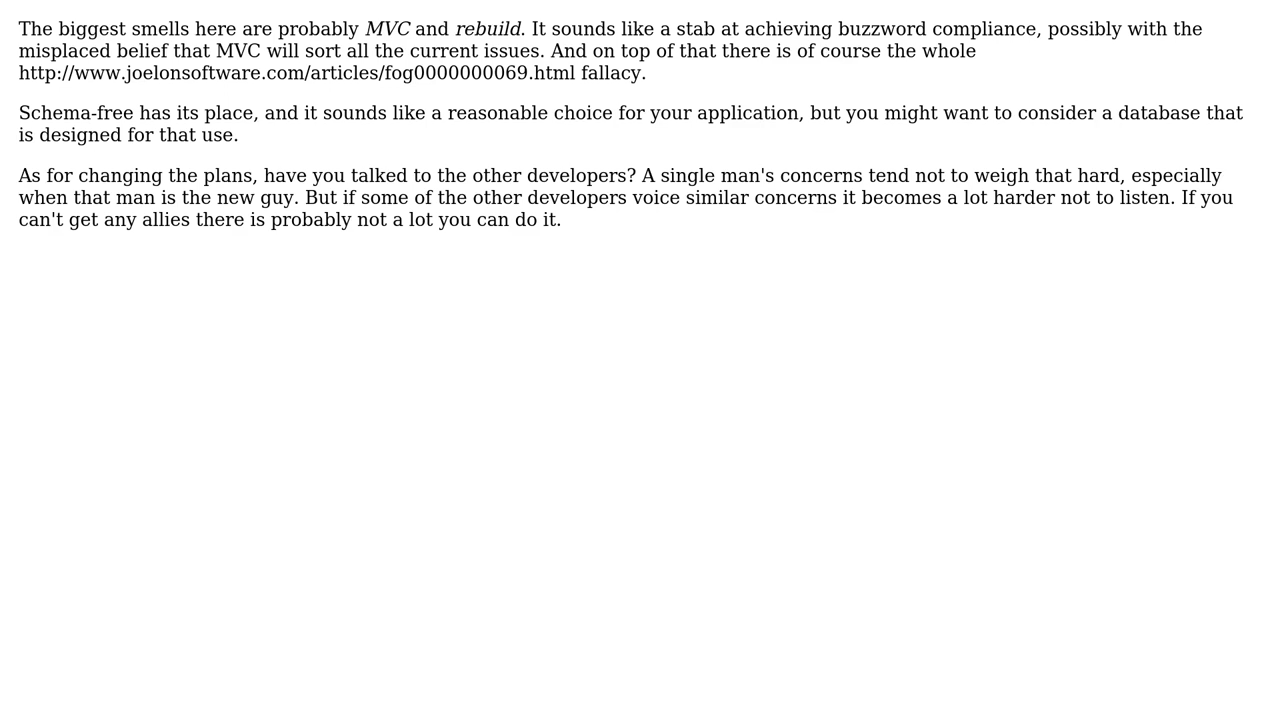 The biggest smells here are probably MVC and rebuild. It sounds like a stab at achieving buzzword compliance, possibly with the
misplaced belief that MVC will sort all the current issues. And on top of that there is of course the whole
http://www.joelonsoftware.com/articles/fog0000000069.html fallacy.
Schema-free has its place, and it sounds like a reasonable choice for your application, but you might want to consider a database that
is designed for that use.
As for changing the plans, have you talked to the other developers? A single man's concerns tend not to weigh that hard, especially
when that man is the new guy. But if some of the other developers voice similar concerns it becomes a lot harder not to listen. If you
can't get any allies there is probably not a lot you can do it.